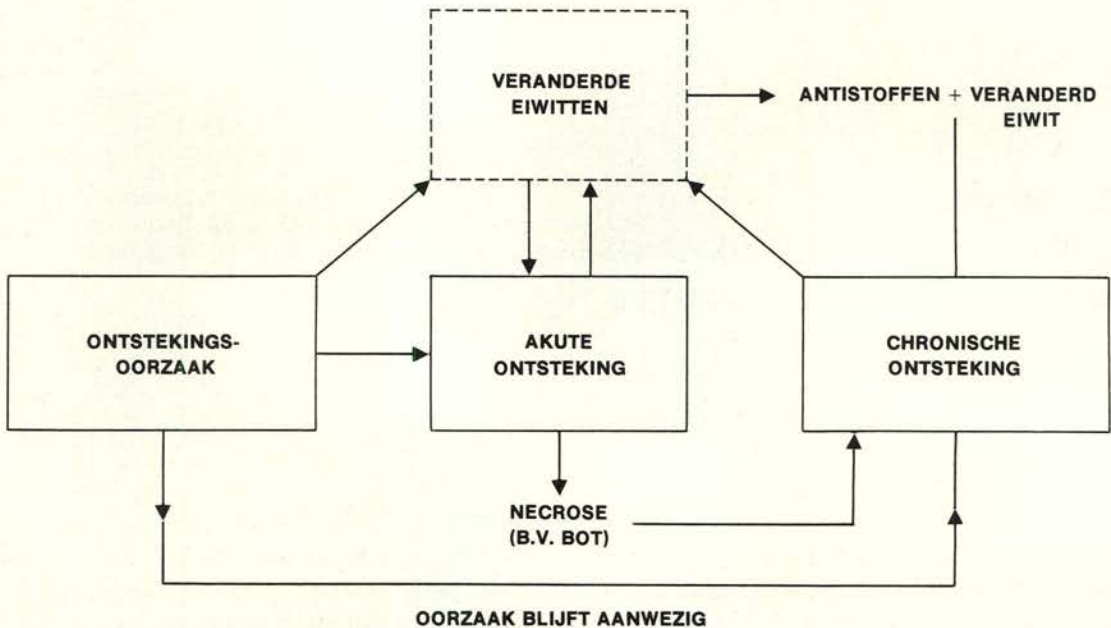 VERANDERDE
EIWITTEN
ANTISTOFFEN + VERANDERD
EIWIT
ONTSTEKINGS-
OORZAAK
AKUTE
ONTSTEKING
CHRONISCHE
ONTSTEKING
NECROSE
(B.V. BOT)
OORZAAK BLIJFT AANWEZIG